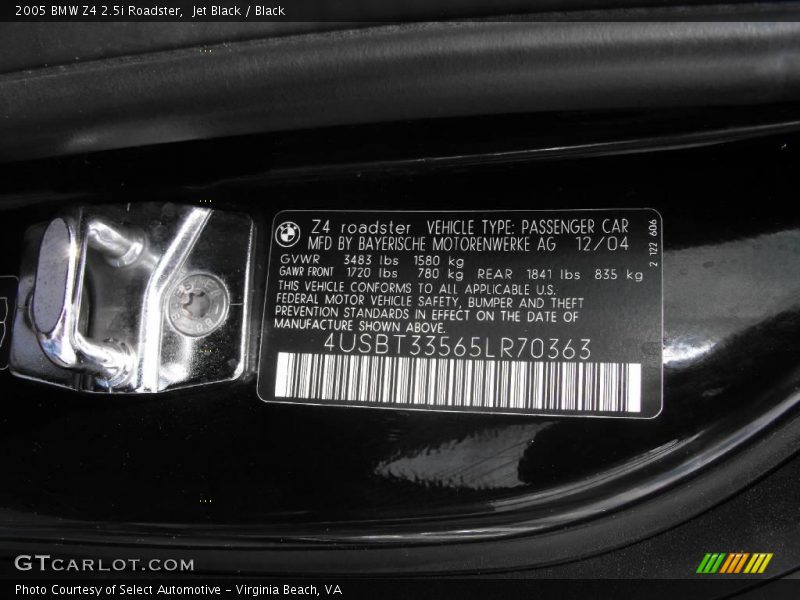 2005 BMW Z4 2.5i Roadster,  Jet Black / Black
Z4 roadster VEHICLE TYPE: PASSENGER CAR
MFD BY BAYERISCHE MOTORENWERKE AG 12/04
GVWR 3483 lbs 1580 kg
GAWR FRONT 1720 lbs 780 kg REAR 1841 lbs 835 kg
THIS VEHICLE CONFORMS TO ALL APPLICABLE U.S.
FEDERAL MOTOR VEHICLE SAFETY, BUMPER AND THEFT
PREVENTION STANDARDS IN EFFECT ON THE DATE OF
MANUFACTURE SHOWN ABOVE.
4USBT33565LR70363
2 122 606
GTCARLOT.COM
Photo Courtesy of Select Automotive – Virginia Beach, VA